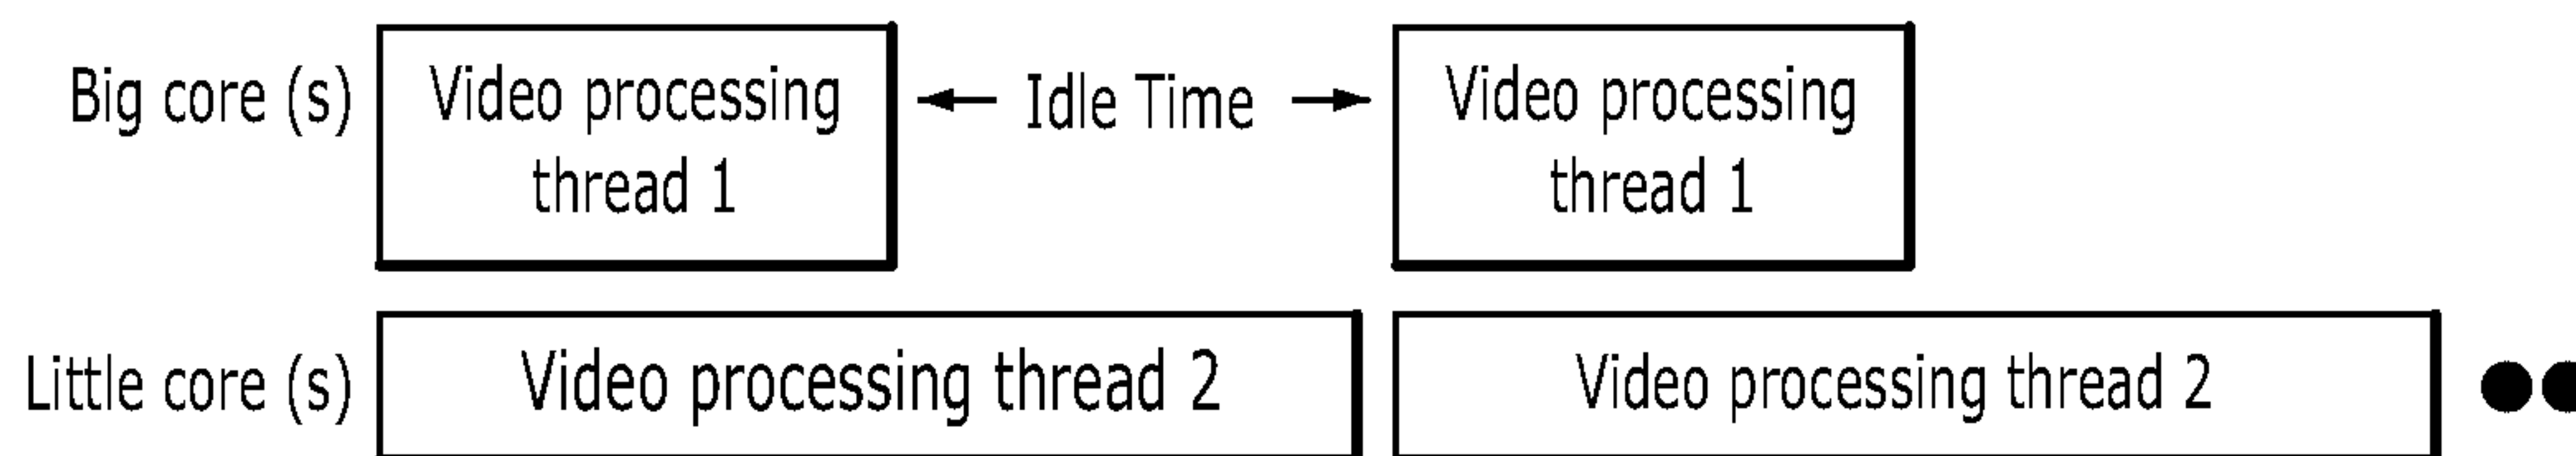 Big core (s)
Video processing
thread 1
Idle Time
Video processing
thread 1
Little core (s)
Video processing thread 2
Video processing thread 2